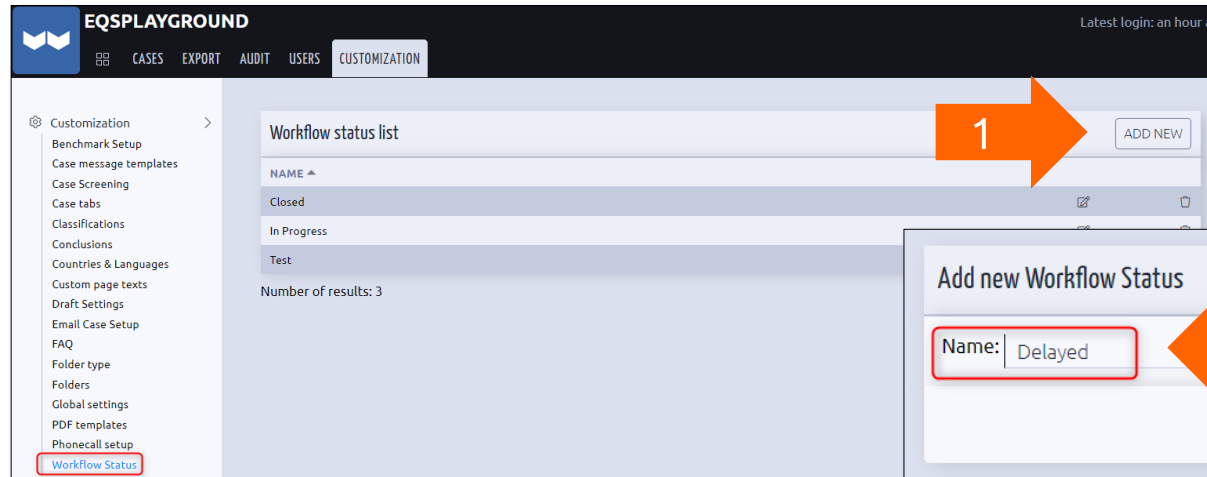 EQSPLAYGROUND
Latest login: an hour
CASES EXPORT AUDIT USERS CUSTOMIZATION
Customization
Benchmark Setup
Case message templates
Case Screening
Case tabs
Classifications
Conclusions
Countries & Languages
Custom page texts
Draft Settings
Email Case Setup
FAQ
Folder type
Folders
Global settings
PDF templates
Phonecall setup
Workflow Status
Workflow status list
1
ADD NEW
NAME
Closed
In Progress
Test
Number of results: 3
Add new Workflow Status
Name: Delayed